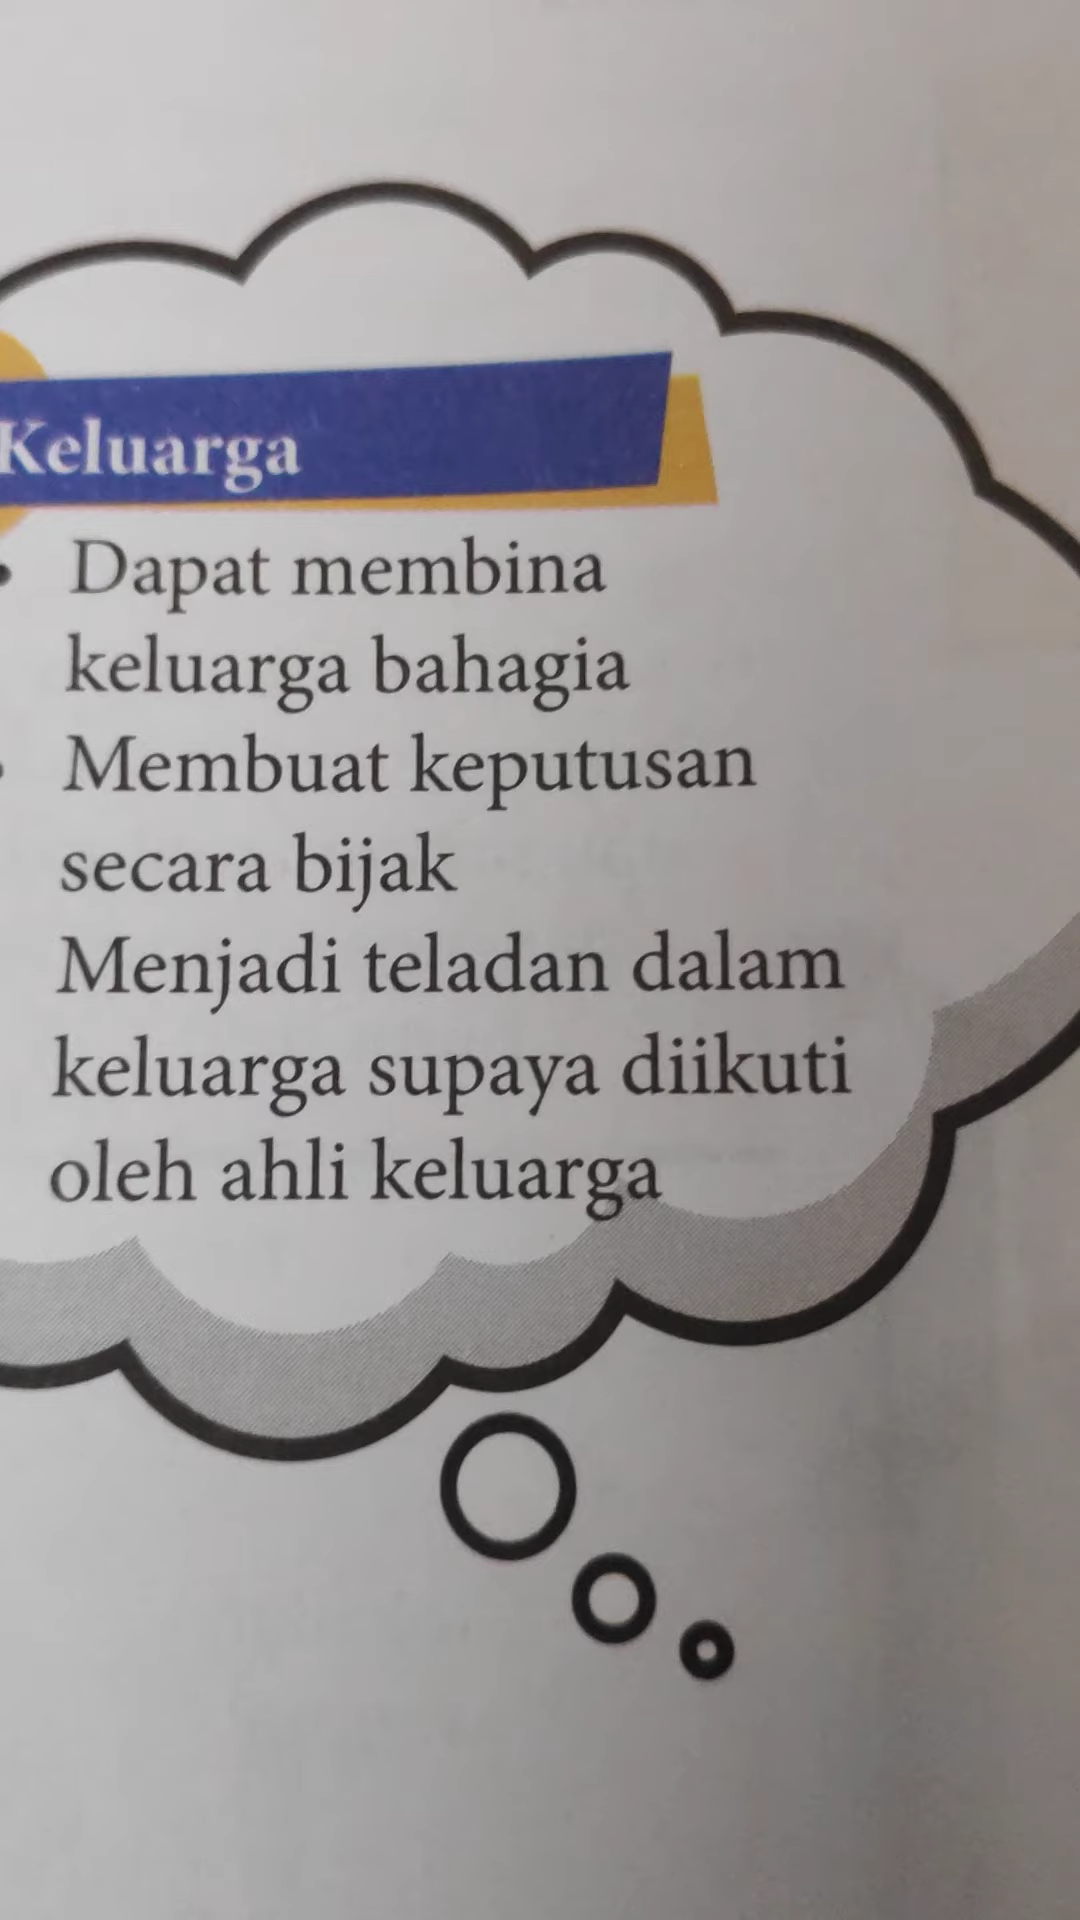 Keluarga
• Dapat membina
keluarga bahagia
• Membuat keputusan
secara bijak
Menjadi teladan dalam
keluarga supaya diikuti
oleh ahli keluarga